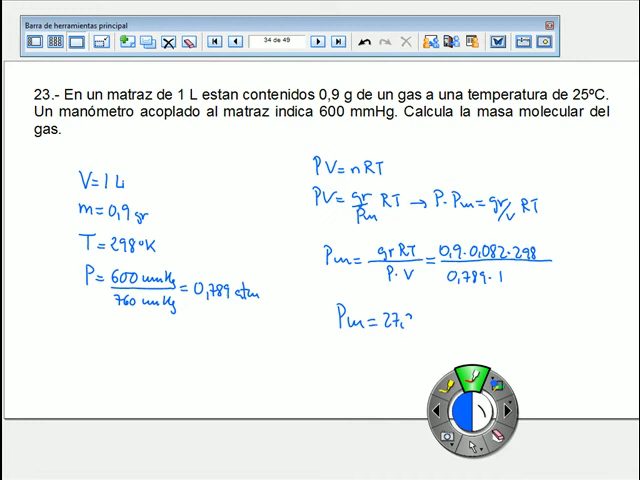 Barra de herramientas principal
34 de 49
23.- En un matraz de 1 L estan contenidos 0,9 g de un gas a una temperatura de 25ºC.
Un manómetro acoplado al matraz indica 600 mmHg. Calcula la masa molecular del
gas.
V=1 L
m=0,9 gr
T=298ºK
P=600 mmHg/760 mmHg=0,789 atm
PV=nRT
PV=gr/Pm RT → P·Pm=gr/V RT
Pm=gr RT/P·V=0,9·0,082·298/0,789·1
Pm=27,